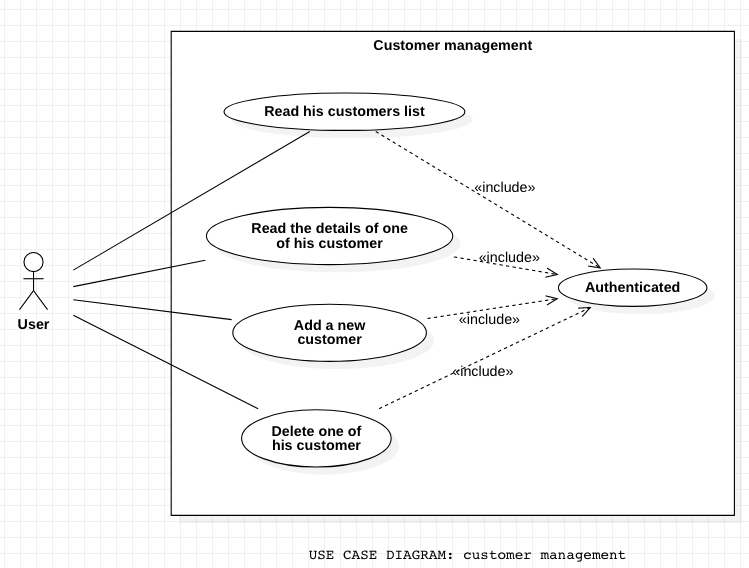 Customer management
Read his customers list
«include»
Read the details of one
of his customer
«include»
Authenticated
User
Add a new
customer
«include»
«include»
Delete one of
his customer
USE CASE DIAGRAM: customer management